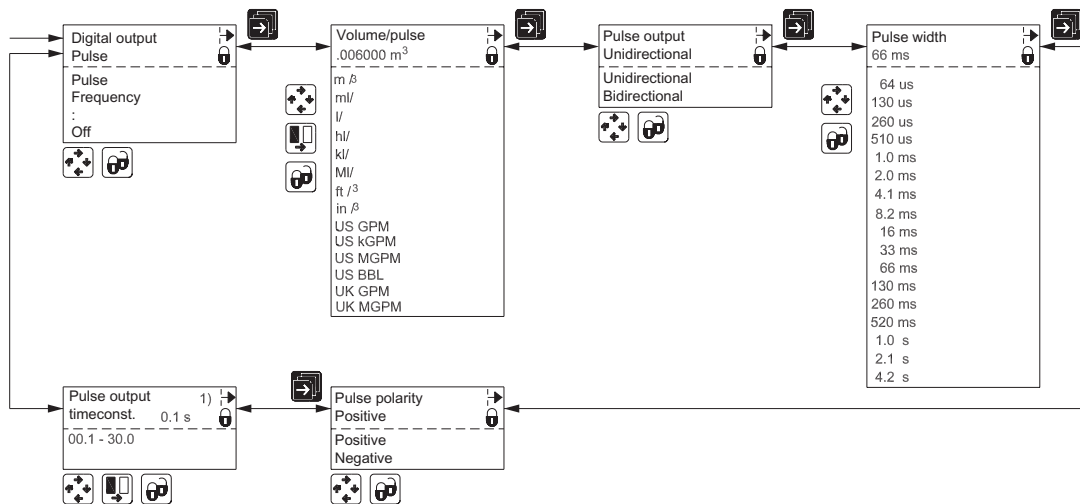 Digital output
Pulse
Pulse
Frequency
:
Off
Volume/pulse
.006000 m³
m /³
ml/
l/
hl/
kl/
Ml/
ft /³
in /³
US GPM
US kGPM
US MGPM
US BBL
UK GPM
UK MGPM
Pulse output
Unidirectional
Unidirectional
Bidirectional
Pulse width
66 ms
64 us
130 us
260 us
510 us
1.0 ms
2.0 ms
4.1 ms
8.2 ms
16 ms
33 ms
66 ms
130 ms
260 ms
520 ms
1.0 s
2.1 s
4.2 s
Pulse output 1)
timeconst. 0.1 s
00.1 - 30.0
Pulse polarity
Positive
Positive
Negative